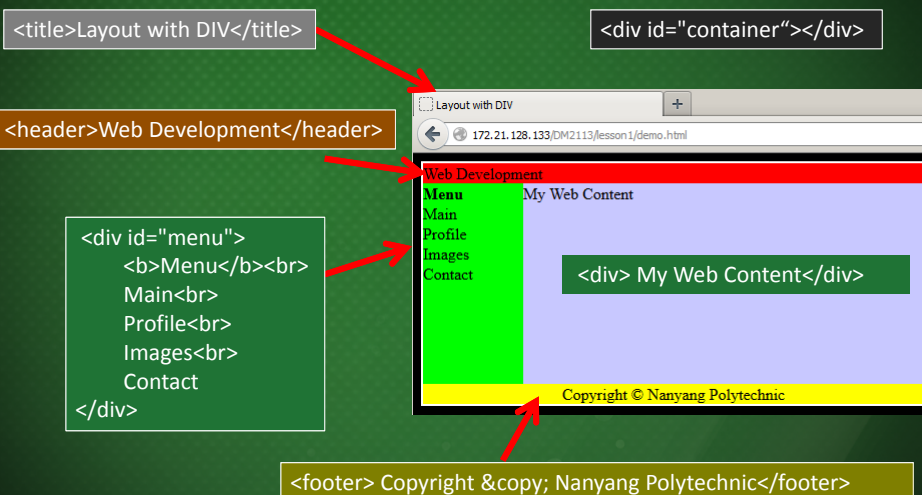 <title>Layout with DIV</title>
<div id="container“></div>
Layout with DIV
+
<header>Web Development</header>
172.21.128.133/DM2113/lesson1/demo.html
Web Development
Menu
My Web Content
Main
Profile
Images
Contact
<div id="menu">
<b>Menu</b><br>
Main<br>
Profile<br>
Images<br>
Contact
</div>
<div> My Web Content</div>
Copyright © Nanyang Polytechnic
<footer> Copyright &copy; Nanyang Polytechnic</footer>